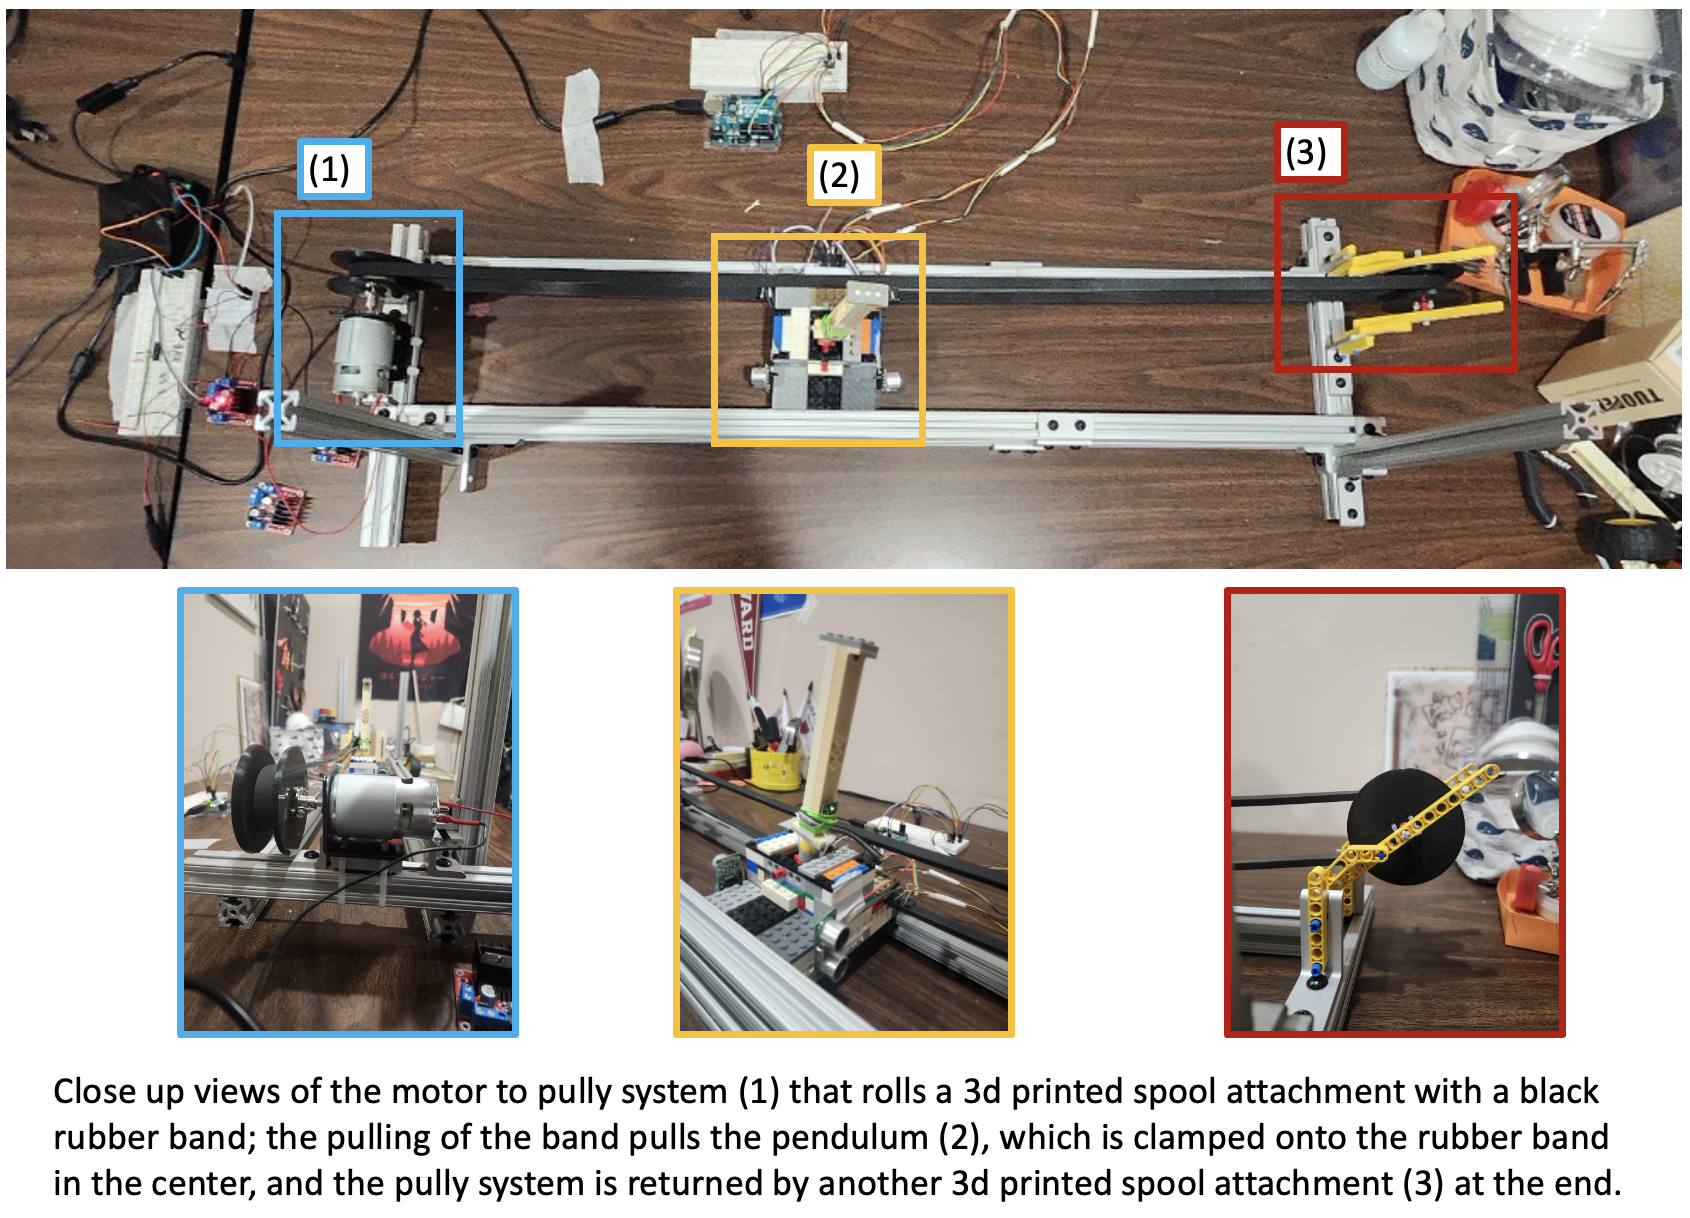 (1)
(2)
(3)
TUOPE
VARD
Close up views of the motor to pully system (1) that rolls a 3d printed spool attachment with a black
rubber band; the pulling of the band pulls the pendulum (2), which is clamped onto the rubber band
in the center, and the pully system is returned by another 3d printed spool attachment (3) at the end.